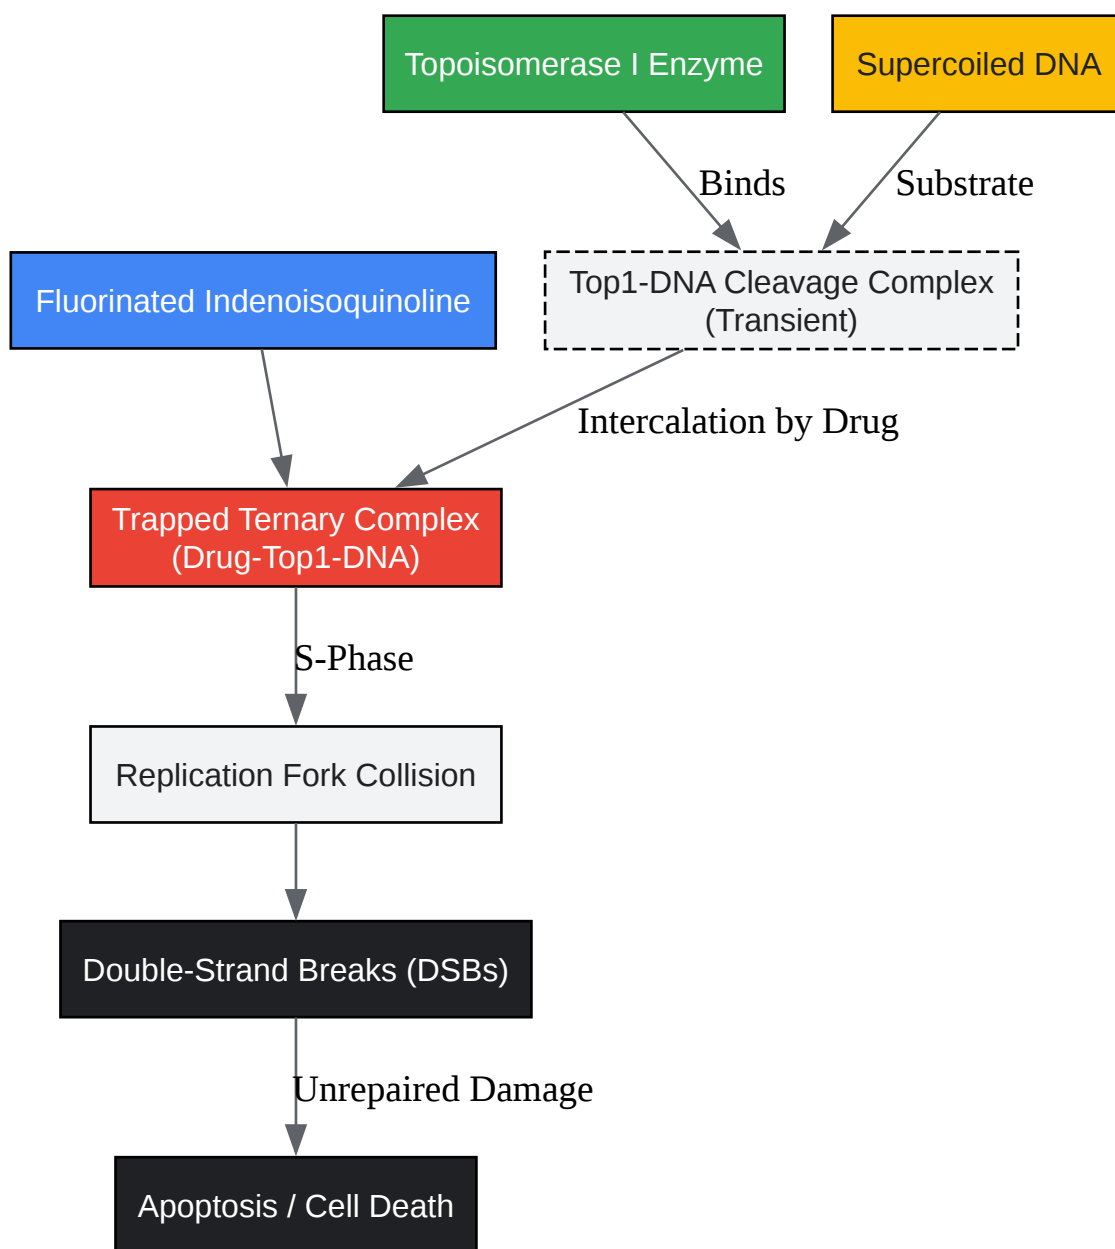 Topoisomerase I Enzyme
Supercoiled DNA
Binds
Substrate
Fluorinated Indenoisoquinoline
Top1-DNA Cleavage Complex
(Transient)
Intercalation by Drug
Trapped Ternary Complex
(Drug-Top1-DNA)
S-Phase
Replication Fork Collision
Double-Strand Breaks (DSBs)
Unrepaired Damage
Apoptosis / Cell Death